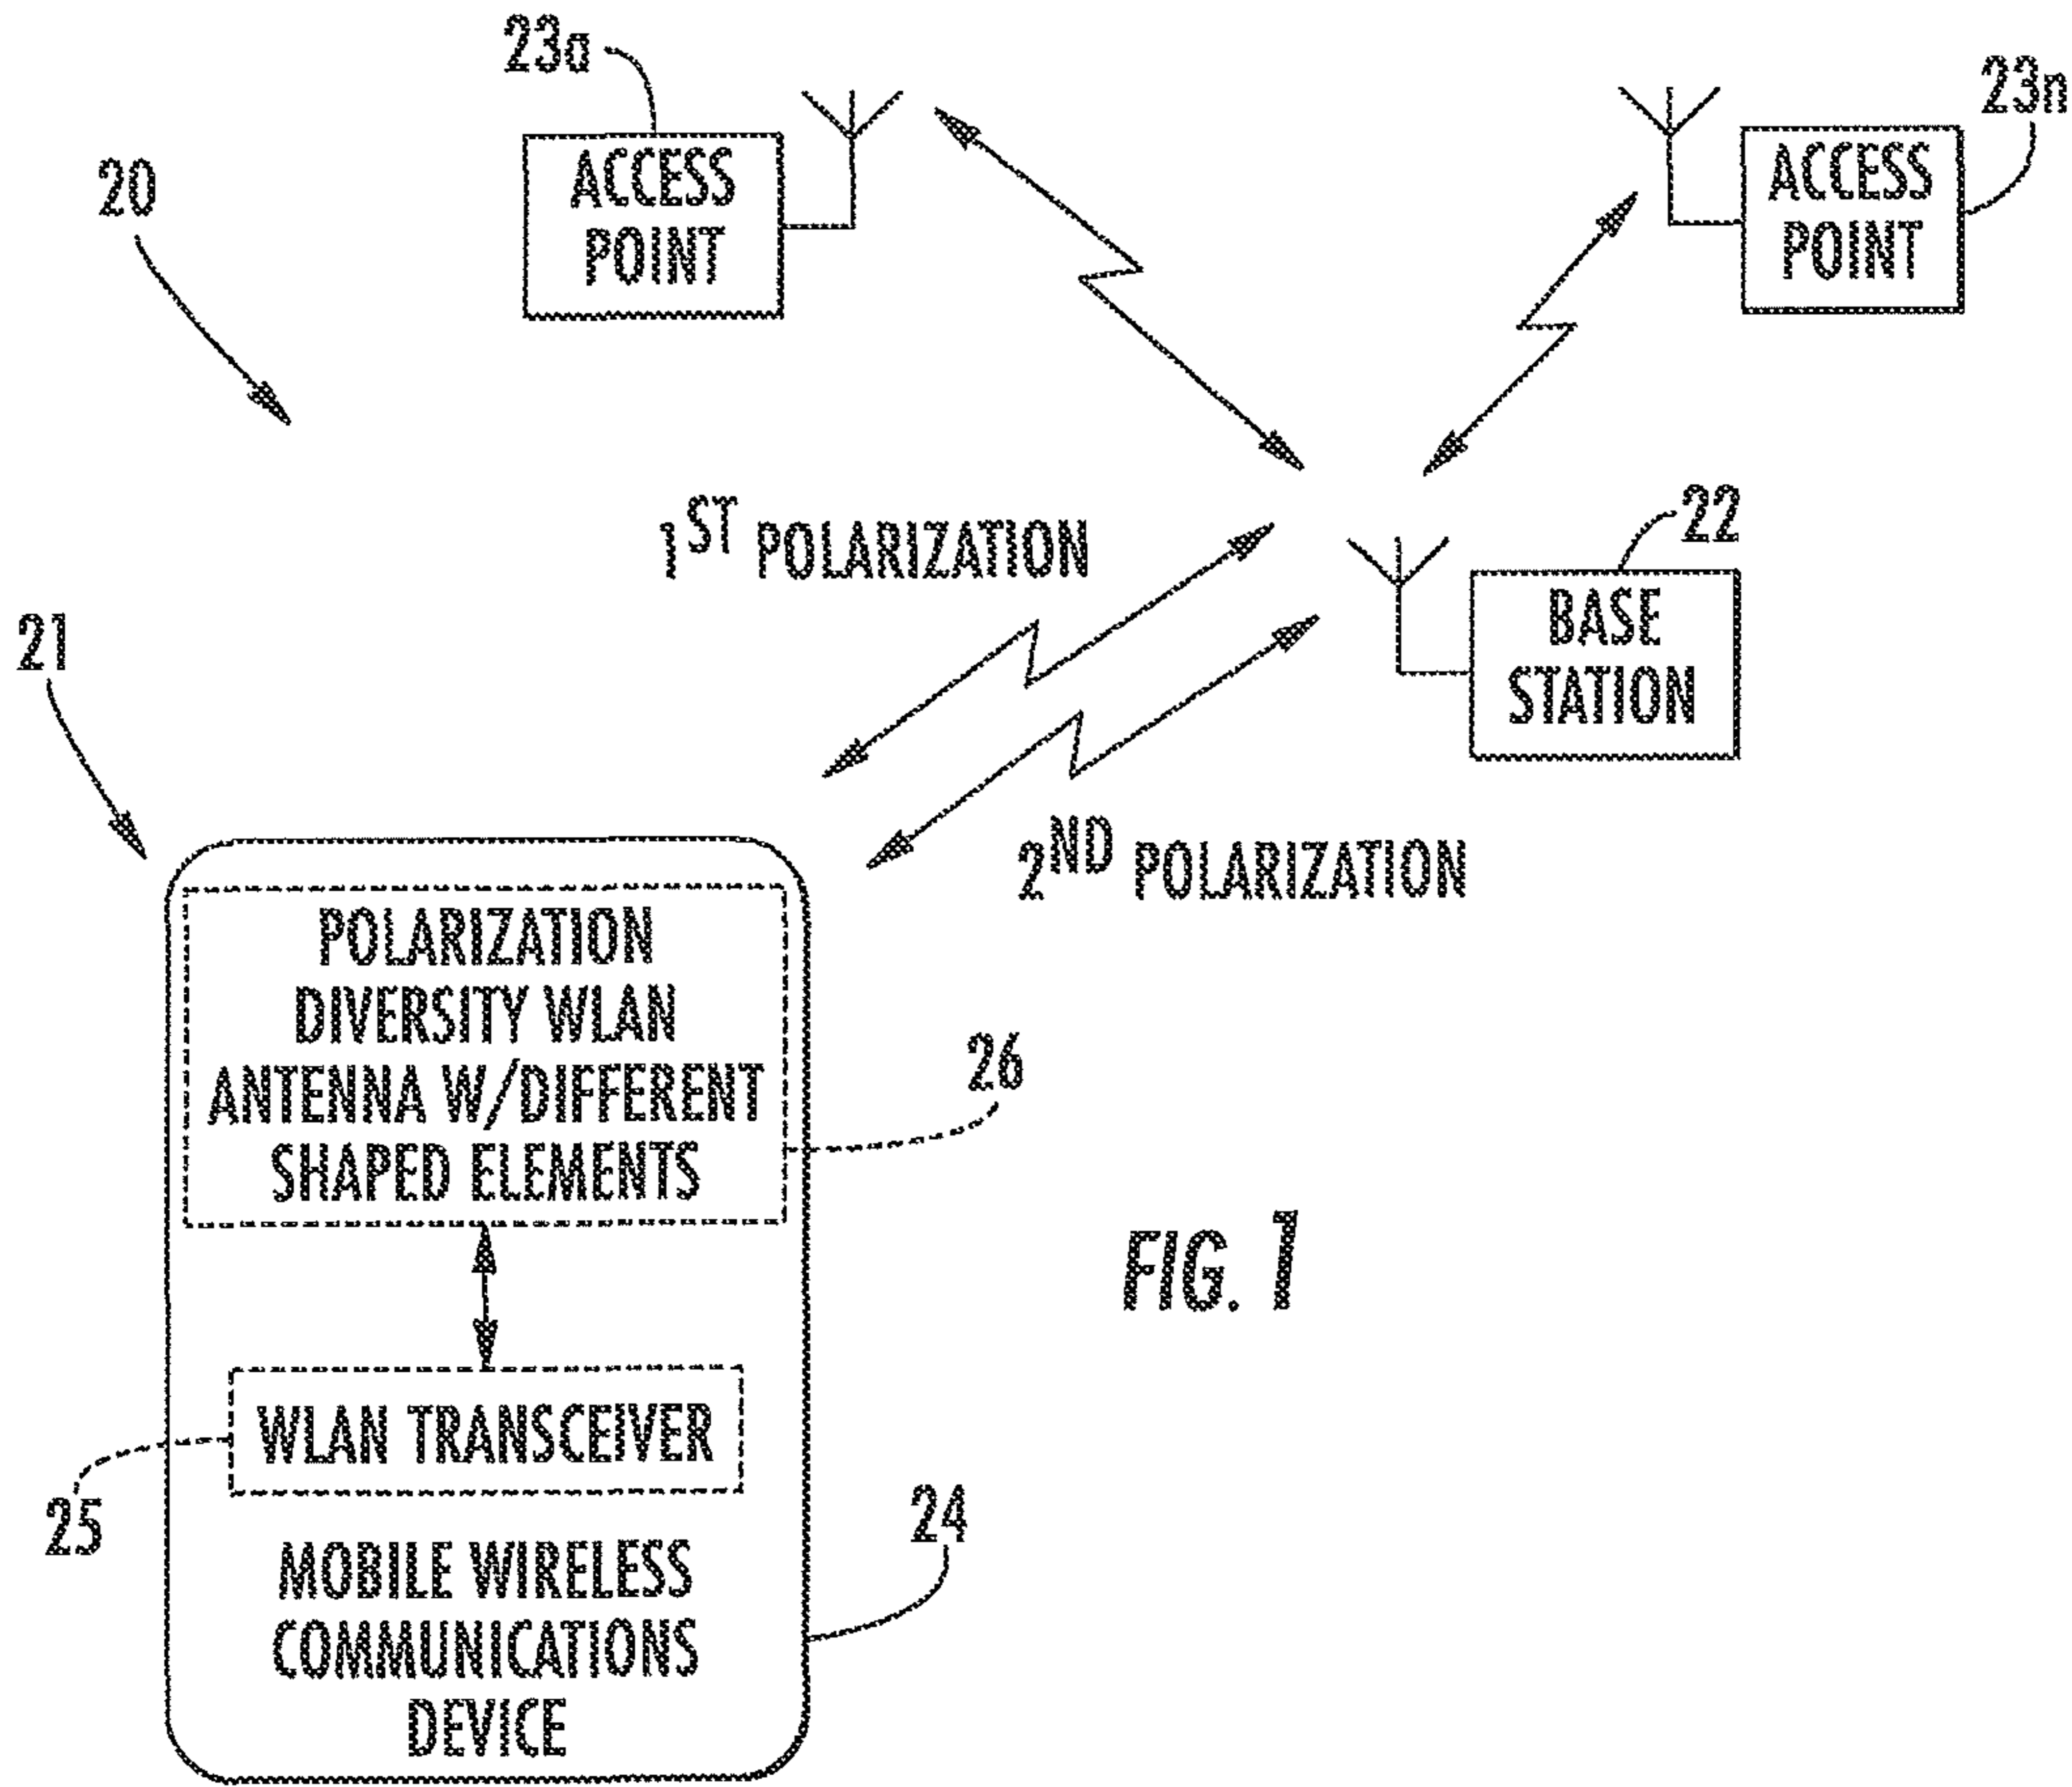 23a
23n
ACCESS
POINT
ACCESS
POINT
20
1ST POLARIZATION
22
BASE
STATION
21
2ND POLARIZATION
POLARIZATION
DIVERSITY WLAN
ANTENNA W/DIFFERENT
SHAPED ELEMENTS
26
FIG. 1
WLAN TRANSCEIVER
25
24
MOBILE WIRELESS
COMMUNICATIONS
DEVICE